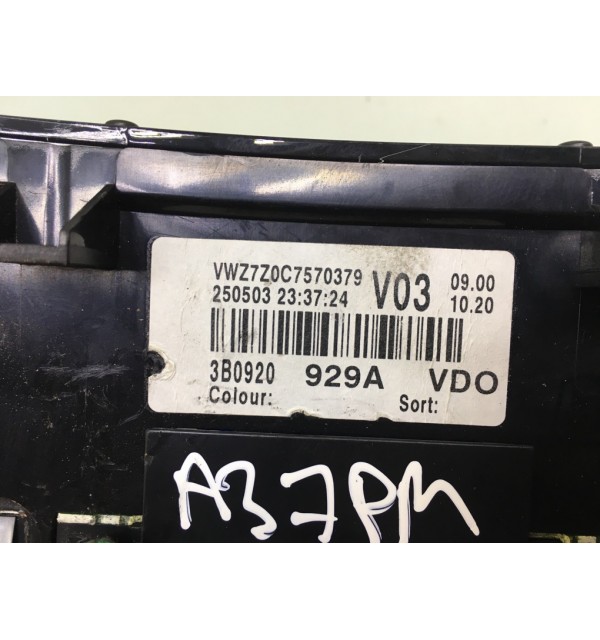 VWZ7Z0C7570379 V03 09.00
250503 23:37:24 10.20
3B0920 929A VDO
Colour: Sort:
A37PM